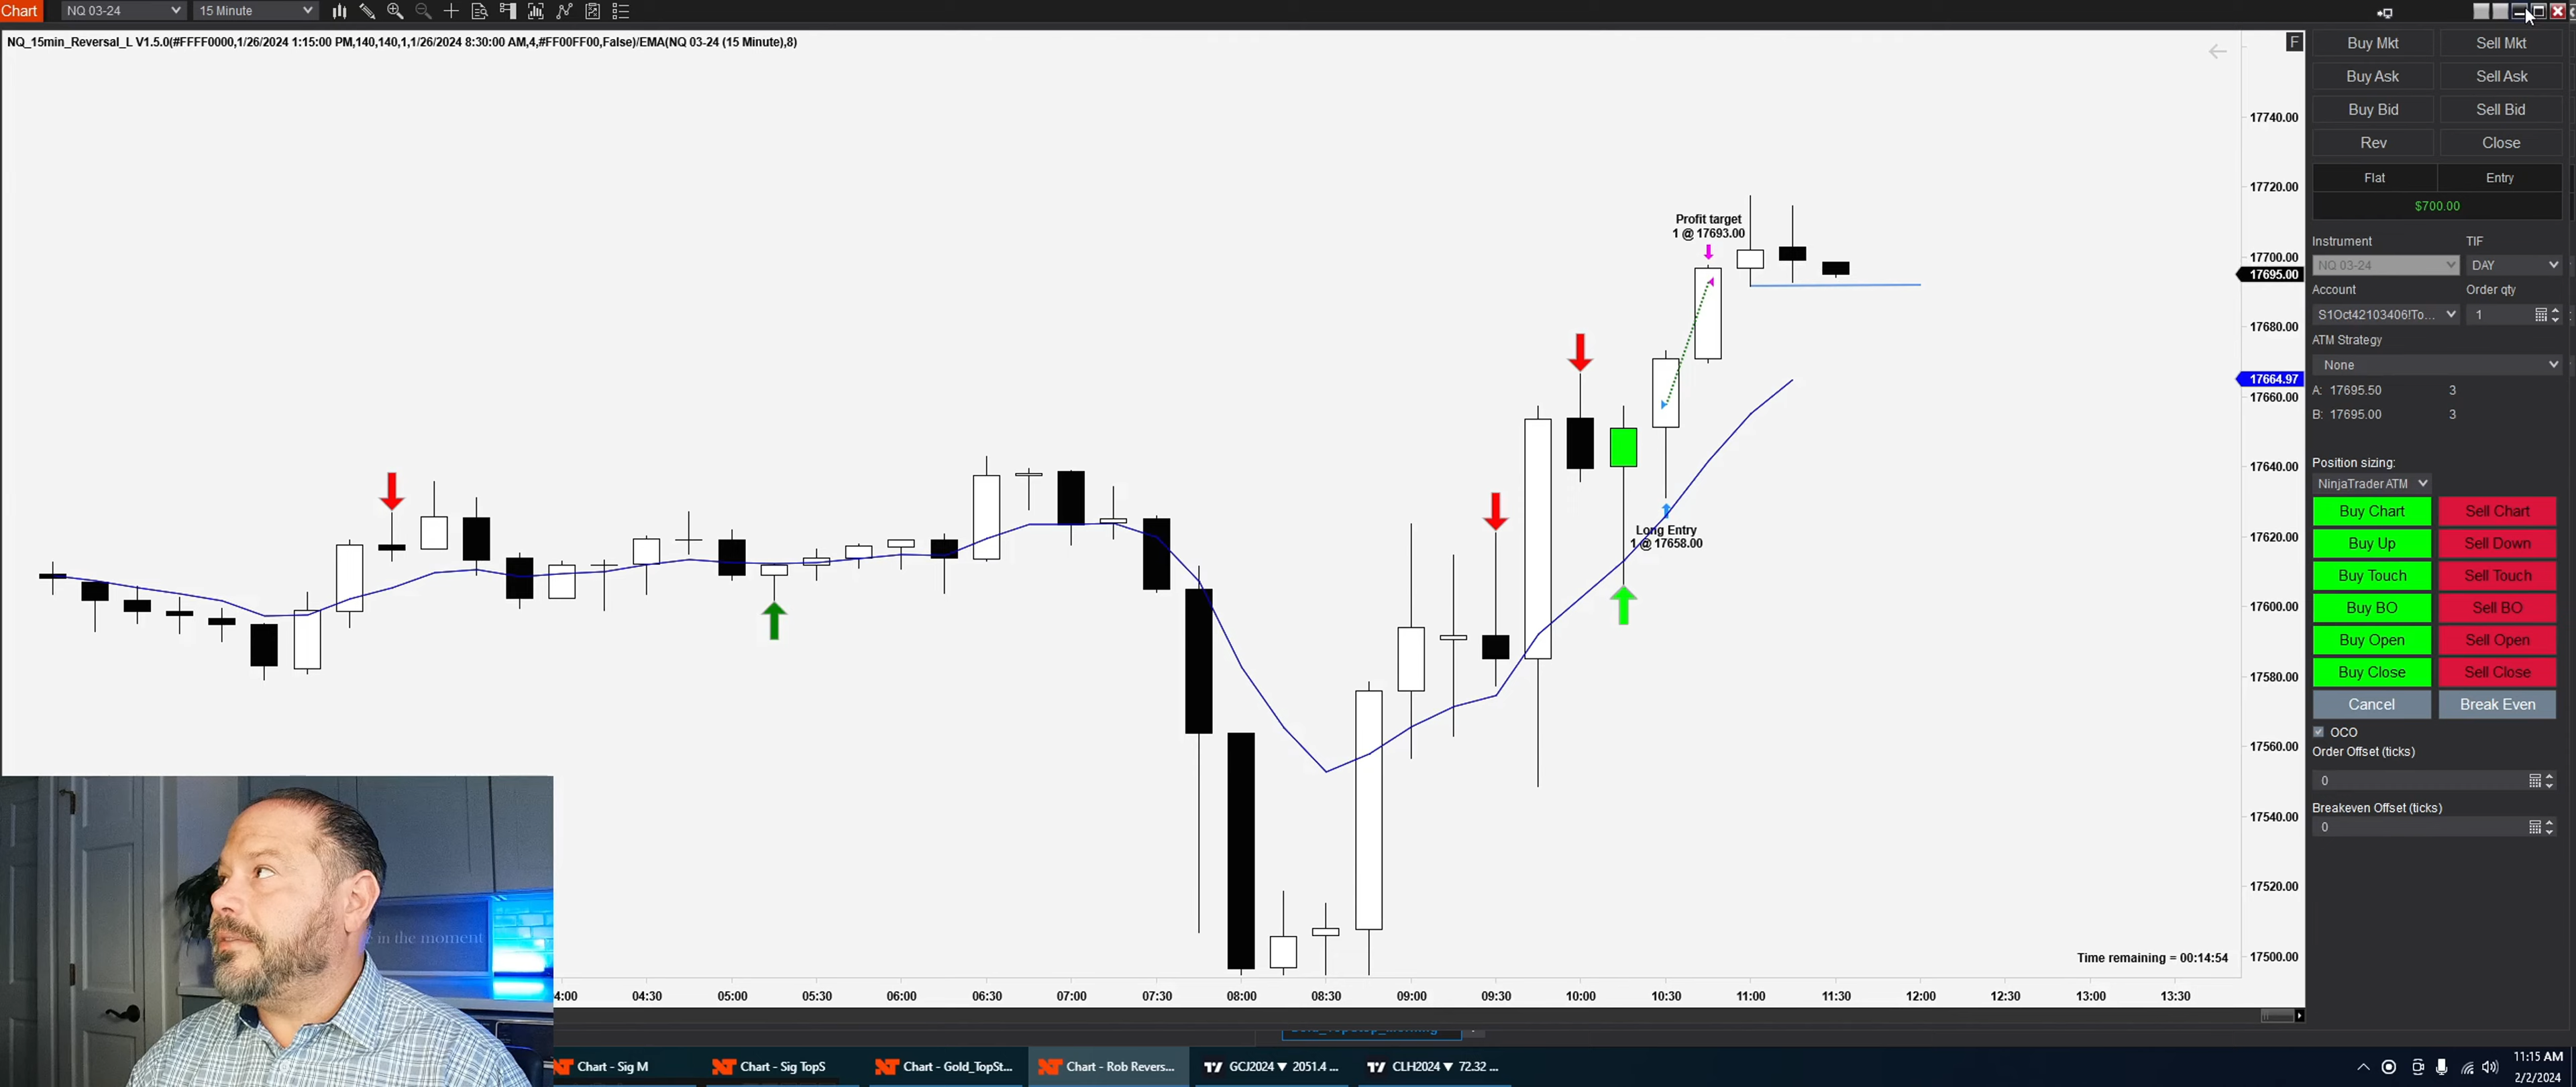 Chart NQ 03-24 15 Minute
NQ_15min_Reversal_L V1.5.0(#FFFF0000,1/26/2024 1:15:00 PM,140,140,1,1/26/2024 8:30:00 AM,4,#FF00FF00,False)/EMA(NQ 03-24 (15 Minute),8)
F
Buy Mkt Sell Mkt
Buy Ask Sell Ask
Buy Bid Sell Bid
Rev Close
Flat Entry
$700.00
Instrument TIF
NQ 03-24 DAY
Account Order qty
S1Oct42103406!To... 1
ATM Strategy
None
A: 17695.50 3
B: 17695.00 3
Position sizing:
NinjaTrader ATM
Buy Chart Sell Chart
Buy Up Sell Down
Buy Touch Sell Touch
Buy BO Sell BO
Buy Open Sell Open
Buy Close Sell Close
Cancel Break Even
OCO
Order Offset (ticks)
0
Breakeven Offset (ticks)
0
17740.00
17720.00
17700.00
17695.00
17680.00
17664.97
17660.00
17640.00
17620.00
17600.00
17580.00
17560.00
17540.00
17520.00
17500.00
Profit target
1 @ 17693.00
Long Entry
1 @ 17658.00
Time remaining = 00:14:54
in the moment
4:00 04:30 05:00 05:30 06:00 06:30 07:00 07:30 08:00 08:30 09:00 09:30 10:00 10:30 11:00 11:30 12:00 12:30 13:00 13:30
Chart - Sig M Chart - Sig TopS Chart - Gold_TopSt... Chart - Rob Revers... GCJ2024 ▼ 2051.4 ... CLH2024 ▼ 72.32 ...
11:15 AM
2/2/2024